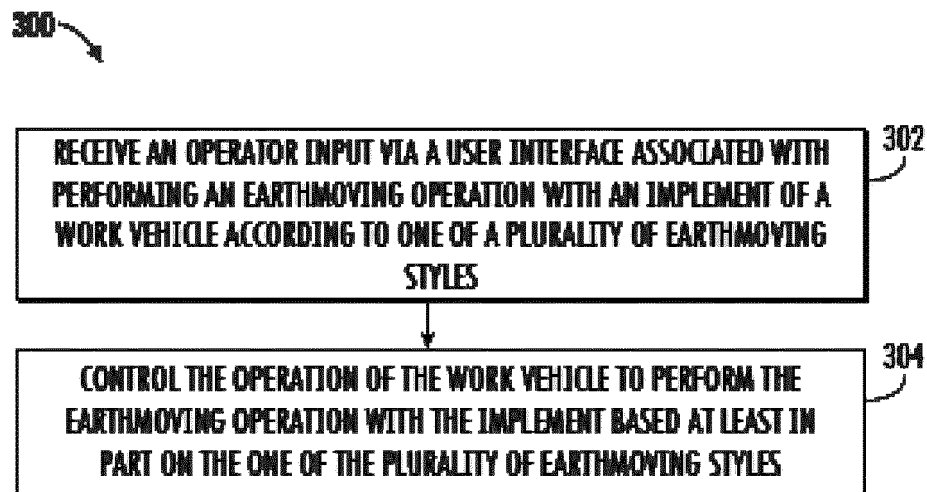 300
RECEIVE AN OPERATOR INPUT VIA A USER INTERFACE ASSOCIATED WITH
302
PERFORMING AN EARTHMOVING OPERATION WITH AN IMPLEMENT OF A
WORK VEHICLE ACCORDING TO ONE OF A PLURALITY OF EARTHMOVING
STYLES
CONTROL THE OPERATION OF THE WORK VEHICLE TO PERFORM THE
304
EARTHMOVING OPERATION WITH THE IMPLEMENT BASED AT LEAST IN
PART ON THE ONE OF THE PLURALITY OF EARTHMOVING STYLES